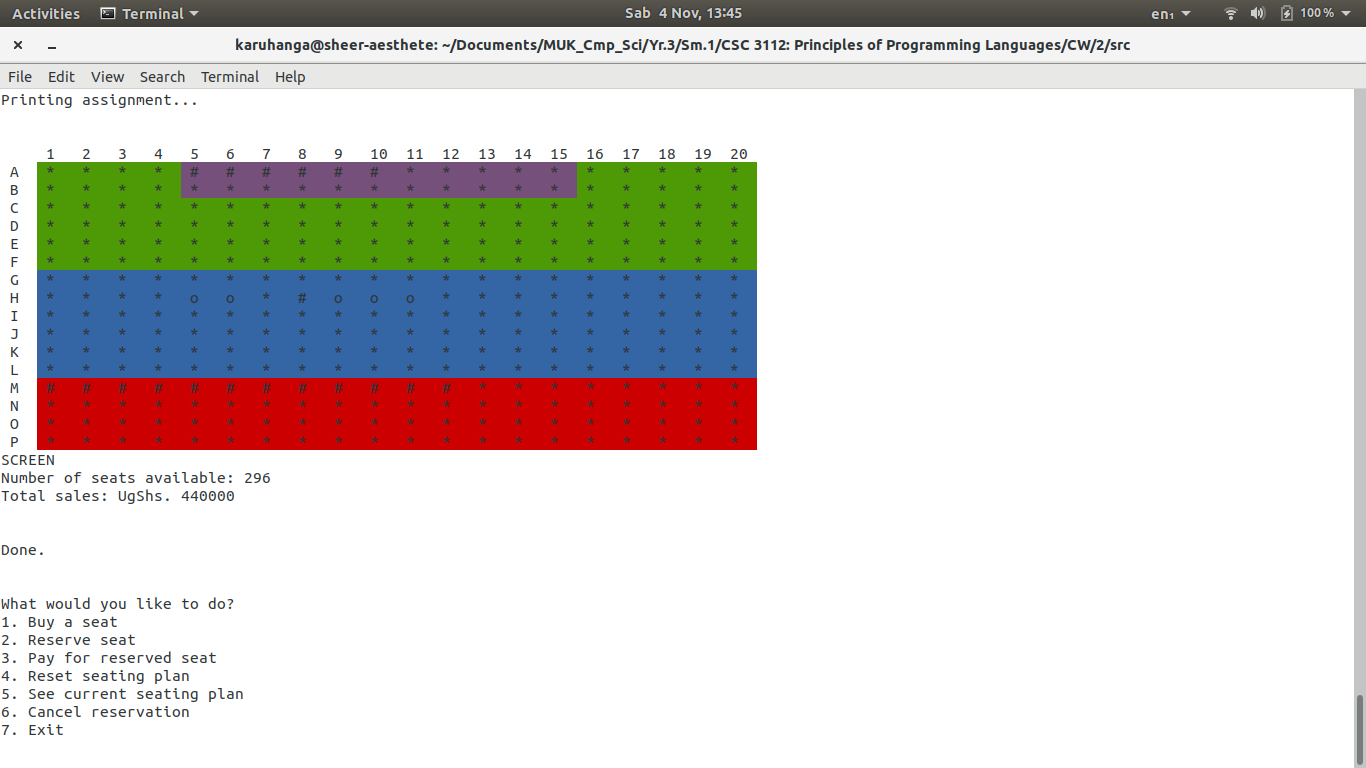 Activities Terminal Sab 4 Nov, 13:45 en₁ 100 %
karuhanga@sheer-aesthete: ~/Documents/MUK_Cmp_Sci/Yr.3/Sm.1/CSC 3112: Principles of Programming Languages/CW/2/src
File Edit View Search Terminal Help
Printing assignment...
1 2 3 4 5 6 7 8 9 10 11 12 13 14 15 16 17 18 19 20
A * * * * # # # # # # * * * * * * * * * *
B * * * * * * * * * * * * * * * * * * * *
C * * * * * * * * * * * * * * * * * * * *
D * * * * * * * * * * * * * * * * * * * *
E * * * * * * * * * * * * * * * * * * * *
F * * * * * * * * * * * * * * * * * * * *
G * * * * * * * * * * * * * * * * * * * *
H * * * * o o * # o o o * * * * * * * * *
I * * * * * * * * * * * * * * * * * * * *
J * * * * * * * * * * * * * * * * * * * *
K * * * * * * * * * * * * * * * * * * * *
L * * * * * * * * * * * * * * * * * * * *
M # # # # # # # # # # # # * * * * * * * *
N * * * * * * * * * * * * * * * * * * * *
O * * * * * * * * * * * * * * * * * * * *
P * * * * * * * * * * * * * * * * * * * *
SCREEN
Number of seats available: 296
Total sales: UgShs. 440000
Done.
What would you like to do?
1. Buy a seat
2. Reserve seat
3. Pay for reserved seat
4. Reset seating plan
5. See current seating plan
6. Cancel reservation
7. Exit